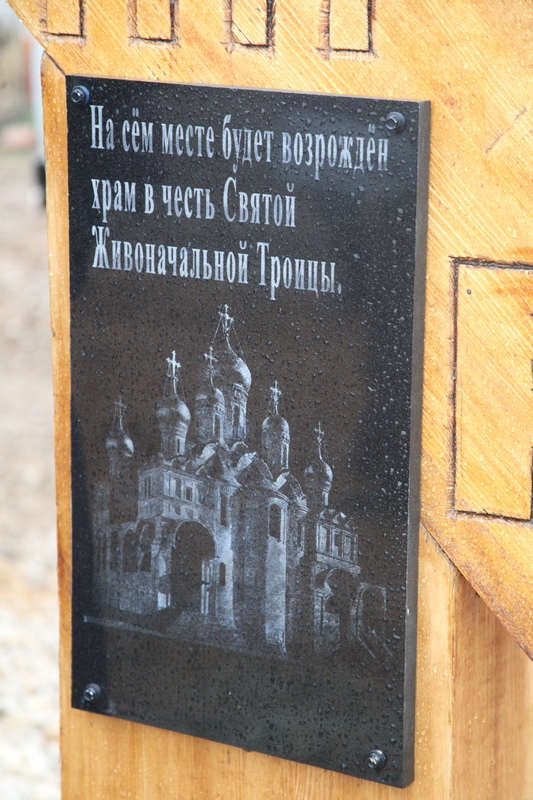 На сём месте будет возрождён
храм в честь Святой
Живоначальной Троицы.